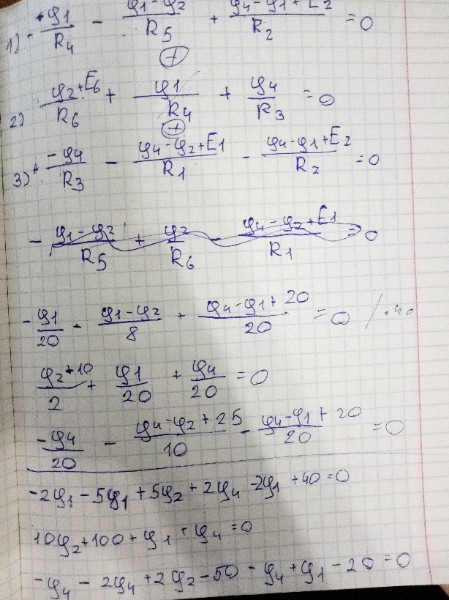 1) - φ1/R4 - (φ1-φ2)/R5 + (φ4-φ1+E2)/R2 = 0
(+)
2) (φ2+E6)/R6 + φ1/R4 + φ4/R3 = 0
(+)
3) + -φ4/R3 - (φ4-φ2+E1)/R1 - (φ4-φ1+E2)/R2 = 0
- (φ1-φ2)/R5 + φ2/R6 - (φ4-φ2+E1)/R1 = 0
- φ1/20 - (φ1-φ2)/8 + (φ4-φ1+20)/20 = 0 / ·40
(φ2+10)/2 + φ1/20 + φ4/20 = 0
-φ4/20 - (φ4-φ2+25)/10 - (φ4-φ1+20)/20 = 0
-2φ1-5φ1+5φ2+2φ4-2φ1+40=0
10φ2+100+φ1+φ4=0
-φ4-2φ4+2φ2-50-φ4+φ1-20=0